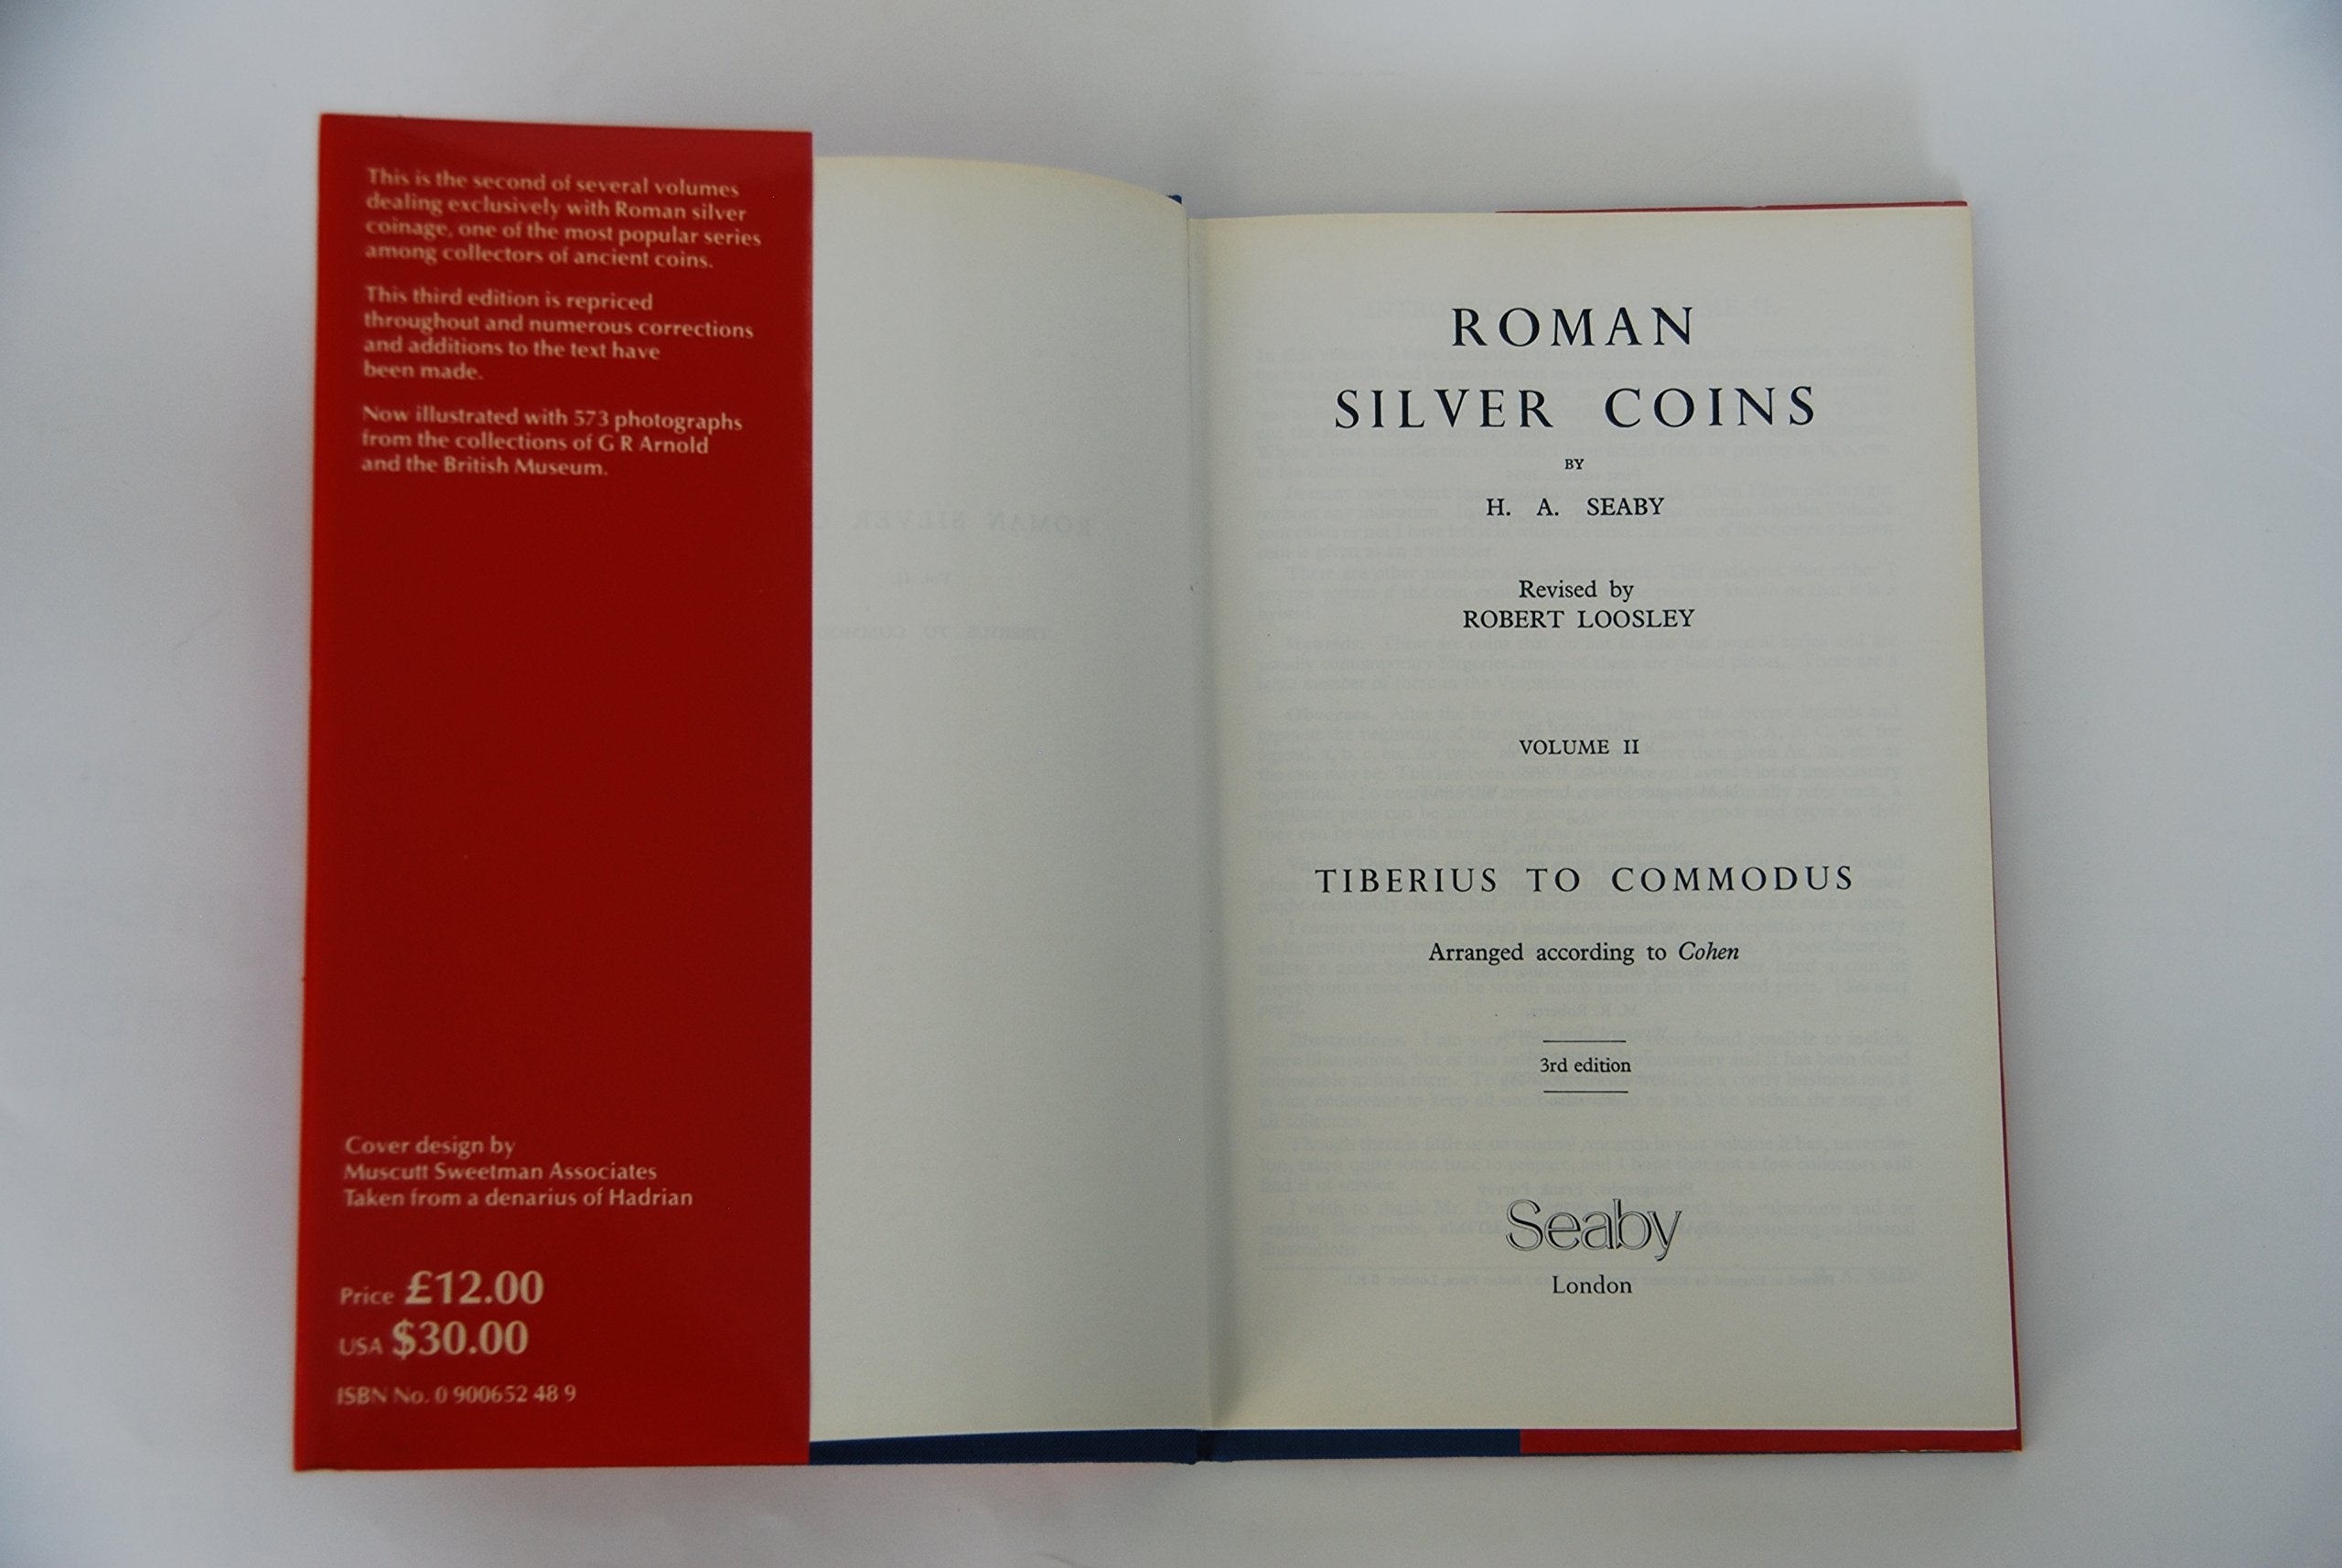 This is the second of several volumes
dealing exclusively with Roman silver
coinage, one of the most popular series
among collectors of ancient coins.
This third edition is repriced
throughout and numerous corrections
and additions to the text have
been made.
Now illustrated with 573 photographs
from the collections of G R Arnold
and the British Museum.
Cover design by
Muscutt Sweetman Associates
Taken from a denarius of Hadrian
Price £12.00
USA $30.00
ISBN No. 0 900652 48 9
ROMAN
SILVER COINS
BY
H. A. SEABY
Revised by
ROBERT LOOSLEY
VOLUME II
TIBERIUS TO COMMODUS
Arranged according to Cohen
3rd edition
Seaby
London